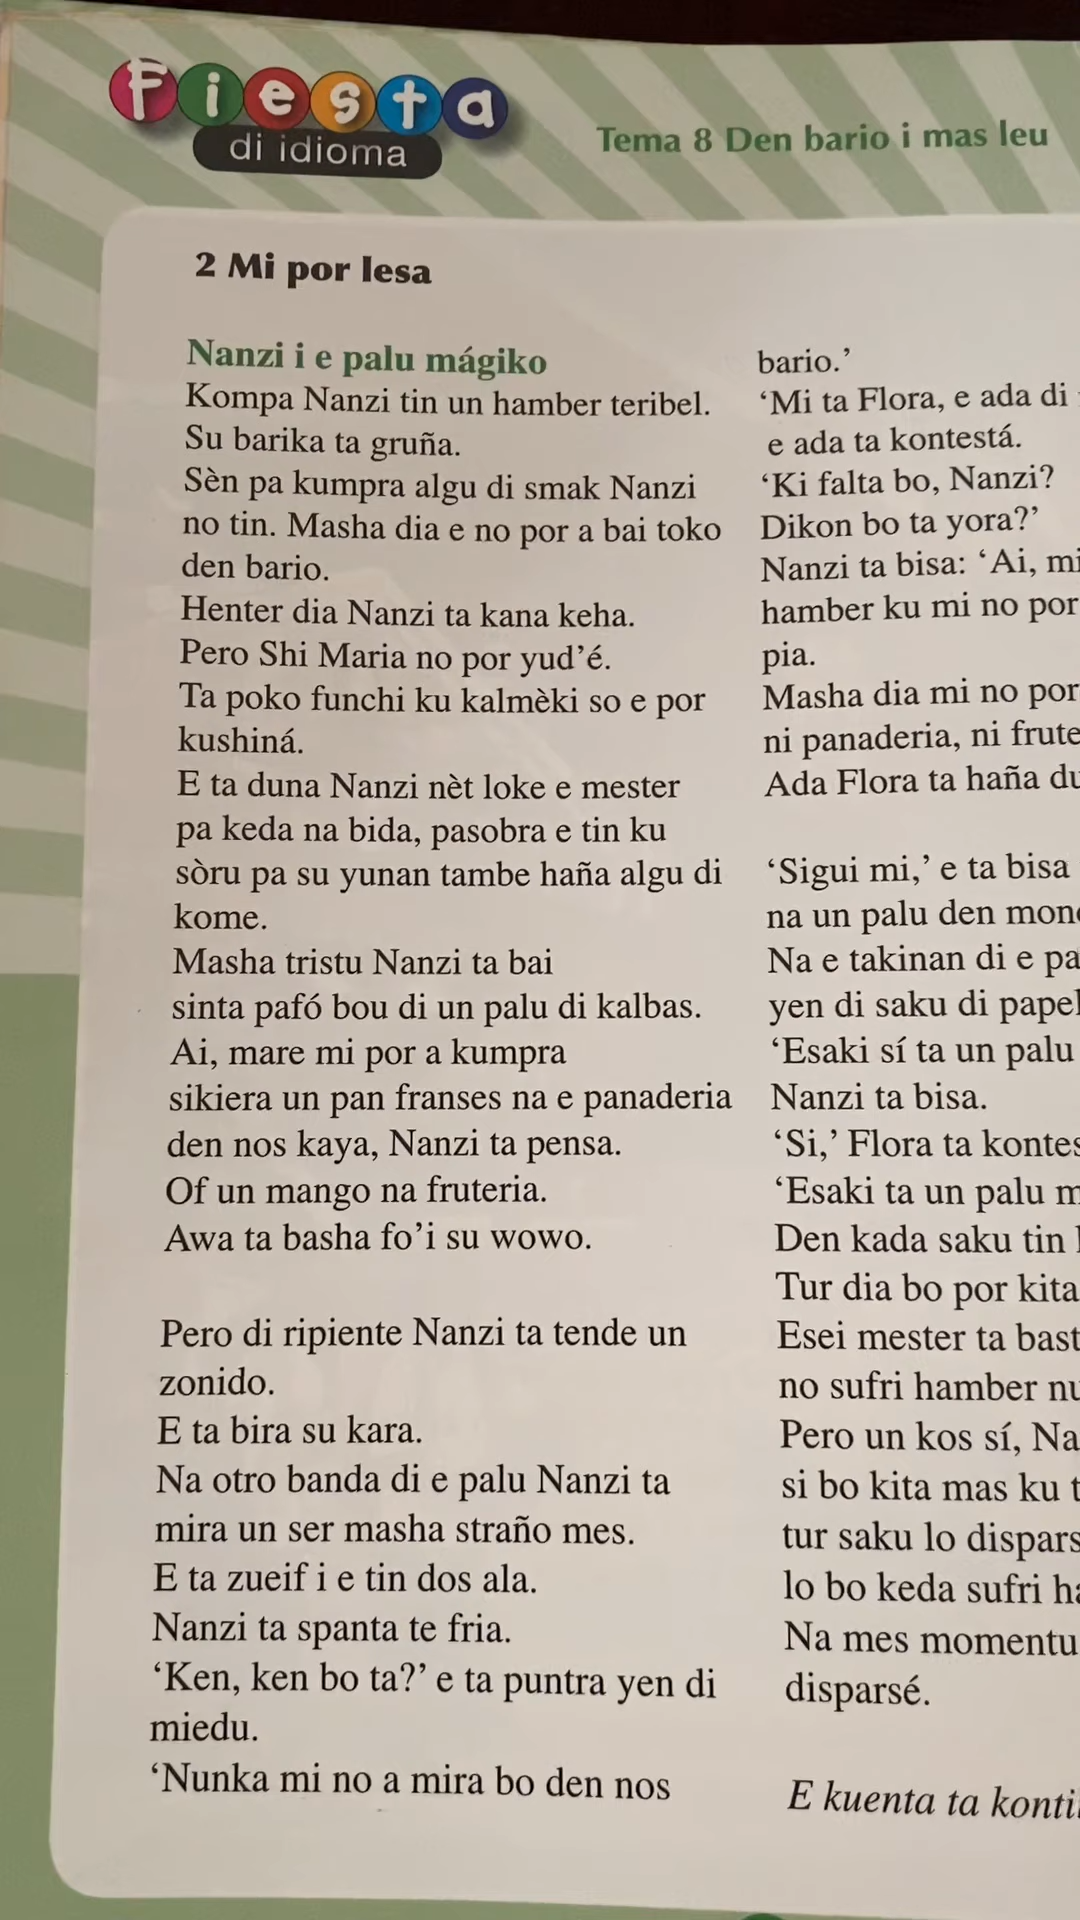 Fiesta
di idioma
Tema 8 Den bario i mas leu
2 Mi por lesa
Nanzi i e palu mágiko
Kompa Nanzi tin un hamber teribel.
Su barika ta gruña.
Sèn pa kumpra algu di smak Nanzi
no tin. Masha dia e no por a bai toko
den bario.
Henter dia Nanzi ta kana keha.
Pero Shi Maria no por yud’é.
Ta poko funchi ku kalmèki so e por
kushiná.
E ta duna Nanzi nèt loke e mester
pa keda na bida, pasobra e tin ku
sòru pa su yunan tambe haña algu di
kome.
Masha tristu Nanzi ta bai
sinta pafó bou di un palu di kalbas.
Ai, mare mi por a kumpra
sikiera un pan franses na e panaderia
den nos kaya, Nanzi ta pensa.
Of un mango na fruteria.
Awa ta basha fo’i su wowo.
Pero di ripiente Nanzi ta tende un
zonido.
E ta bira su kara.
Na otro banda di e palu Nanzi ta
mira un ser masha straño mes.
E ta zueif i e tin dos ala.
Nanzi ta spanta te fria.
‘Ken, ken bo ta?’ e ta puntra yen di
miedu.
‘Nunka mi no a mira bo den nos
bario.’
‘Mi ta Flora, e ada di
e ada ta kontestá.
‘Ki falta bo, Nanzi?
Dikon bo ta yora?’
Nanzi ta bisa: ‘Ai, mi
hamber ku mi no por
pia.
Masha dia mi no por
ni panaderia, ni frute
Ada Flora ta haña du
‘Sigui mi,’ e ta bisa
na un palu den mon
Na e takinan di e pa
yen di saku di papel
‘Esaki sí ta un palu
Nanzi ta bisa.
‘Si,’ Flora ta kontes
‘Esaki ta un palu m
Den kada saku tin
Tur dia bo por kita
Esei mester ta bast
no sufri hamber nu
Pero un kos sí, Na
si bo kita mas ku t
tur saku lo dispars
lo bo keda sufri ha
Na mes momentu
disparsé.
E kuenta ta konti